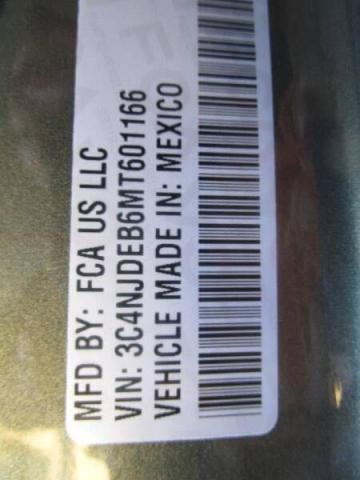 MFD BY: FCA US LLC
VIN: 3C4NJDEB6MT601166
VEHICLE MADE IN: MEXICO